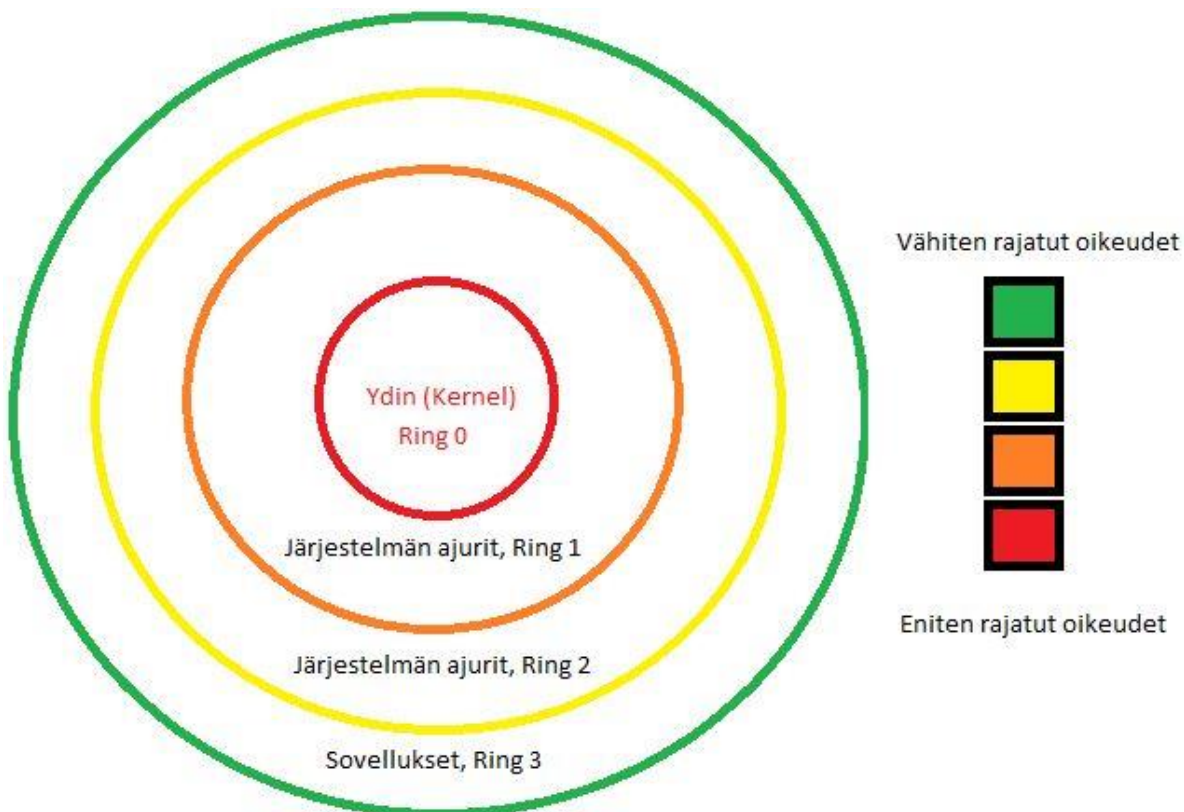 Vähiten rajatut oikeudet
Ydin (Kernel)
Ring 0
Järjestelmän ajurit, Ring 1
Eniten rajatut oikeudet
Järjestelmän ajurit, Ring 2
Sovellukset, Ring 3